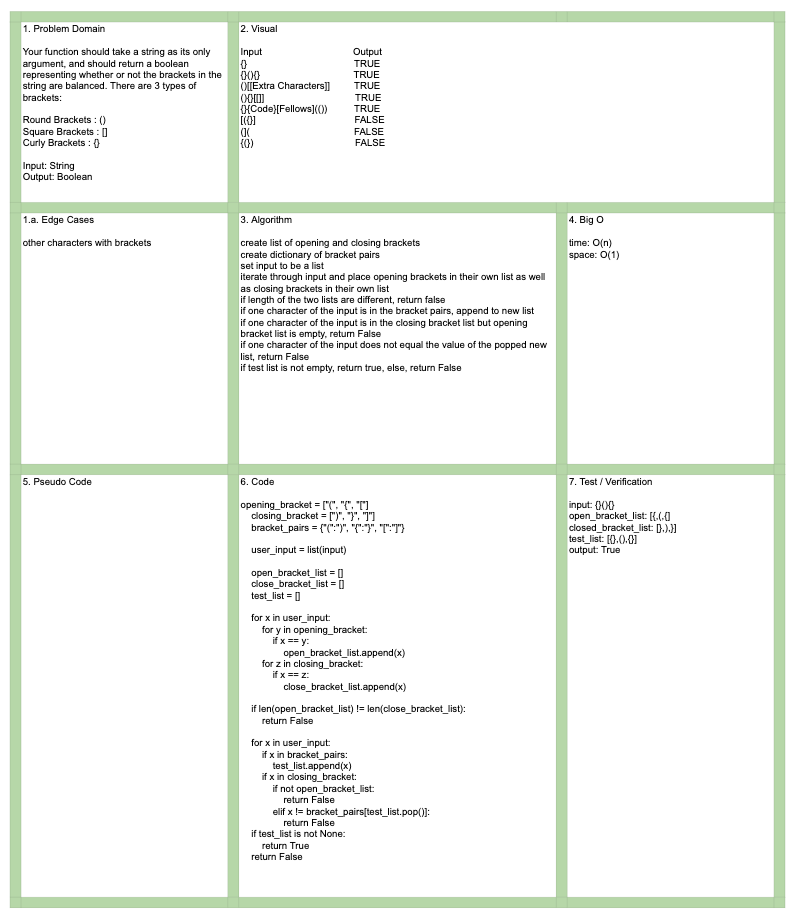 1. Problem Domain
Your function should take a string as its only
argument, and should return a boolean
representing whether or not the brackets in the
string are balanced. There are 3 types of
brackets:
Round Brackets : ()
Square Brackets : []
Curly Brackets : {}
Input: String
Output: Boolean
2. Visual
Input Output
{} TRUE
{}(){} TRUE
()[[Extra Characters]] TRUE
(){}[[]] TRUE
{}{Code}[Fellows](()) TRUE
[({}] FALSE
(]( FALSE
{(}) FALSE
1.a. Edge Cases
other characters with brackets
3. Algorithm
create list of opening and closing brackets
create dictionary of bracket pairs
set input to be a list
iterate through input and place opening brackets in their own list as well
as closing brackets in their own list
if length of the two lists are different, return false
if one character of the input is in the bracket pairs, append to new list
if one character of the input is in the closing bracket list but opening
bracket list is empty, return False
if one character of the input does not equal the value of the popped new
list, return False
if test list is not empty, return true, else, return False
4. Big O
time: O(n)
space: O(1)
5. Pseudo Code
6. Code
opening_bracket = ["(", "{", "["]
closing_bracket = [")", "}", "]"]
bracket_pairs = {"(":")", "{":"}", "[":"]"}
user_input = list(input)
open_bracket_list = []
close_bracket_list = []
test_list = []
for x in user_input:
for y in opening_bracket:
if x == y:
open_bracket_list.append(x)
for z in closing_bracket:
if x == z:
close_bracket_list.append(x)
if len(open_bracket_list) != len(close_bracket_list):
return False
for x in user_input:
if x in bracket_pairs:
test_list.append(x)
if x in closing_bracket:
if not open_bracket_list:
return False
elif x != bracket_pairs[test_list.pop()]:
return False
if test_list is not None:
return True
return False
7. Test / Verification
input: {}(){}
open_bracket_list: [{,(,{]
closed_bracket_list: [},),}]
test_list: [{},(),{}]
output: True